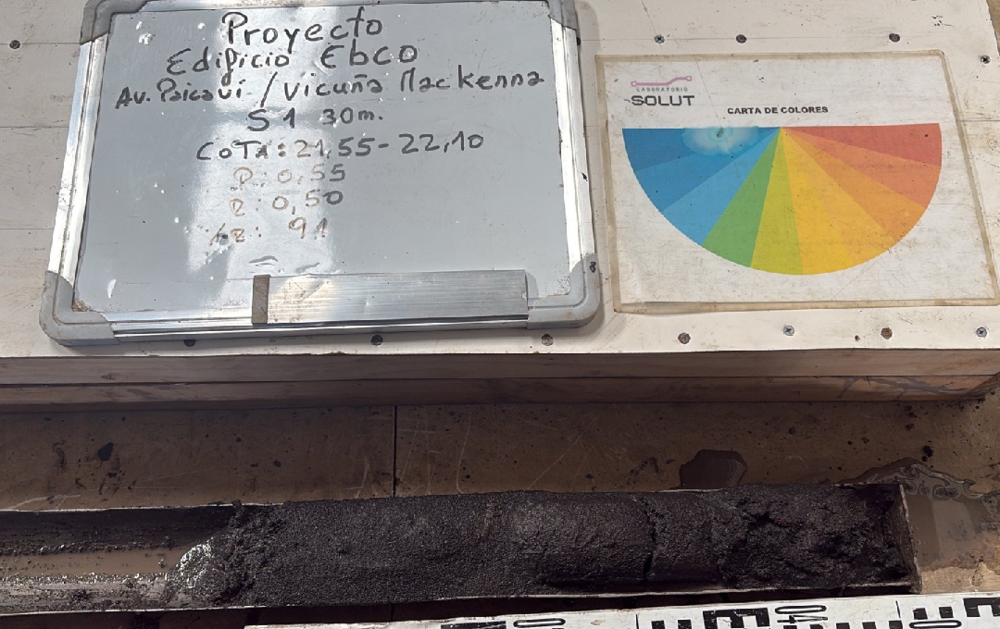 Proyecto
Edificio Ebco
Av. Paicaví / Vicuña Mackenna
S1 30m.
COTA: 21,55-22,10
P: 0,55
R: 0,50
%R: 91
LABORATORIO
SOLUT
CARTA DE COLORES